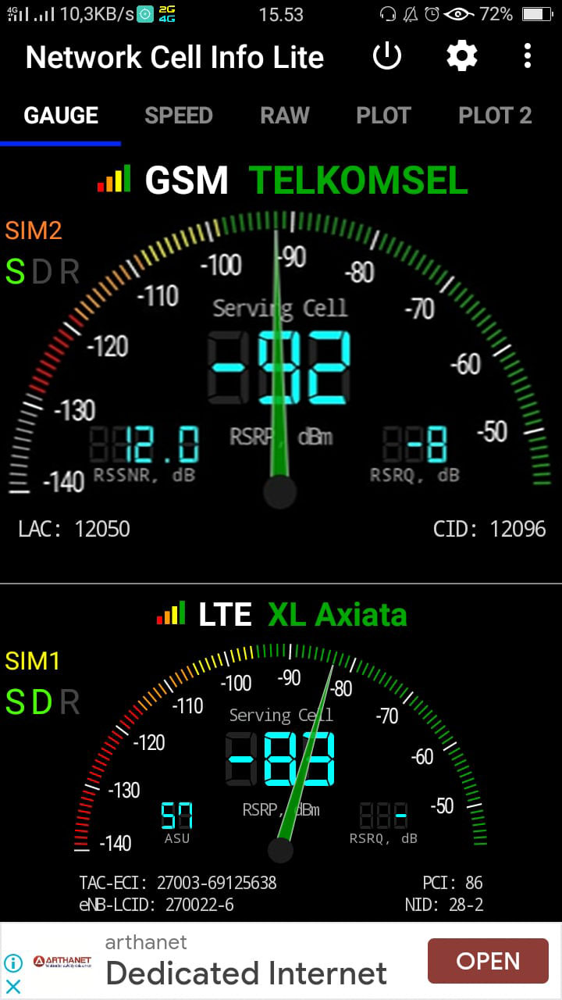 4G 10,3KB/s 2G 4G 15.53 72%
Network Cell Info Lite
GAUGE SPEED RAW PLOT PLOT 2
GSM TELKOMSEL
SIM2
S D R
-140 -130 -120 -110 -100 -90 -80 -70 -60 -50
Serving Cell
-92
RSRP, dBm
12.0
RSSNR, dB
-8
RSRQ, dB
LAC: 12050
CID: 12096
LTE XL Axiata
SIM1
S D R
-140 -130 -120 -110 -100 -90 -80 -70 -60 -50
Serving Cell
-83
RSRP, dBm
57
ASU
-
RSRQ, dB
TAC-ECI: 27003-69125638
PCI: 86
eNB-LCID: 270022-6
NID: 28-2
arthanet
ARTHANET
Dedicated Internet
OPEN